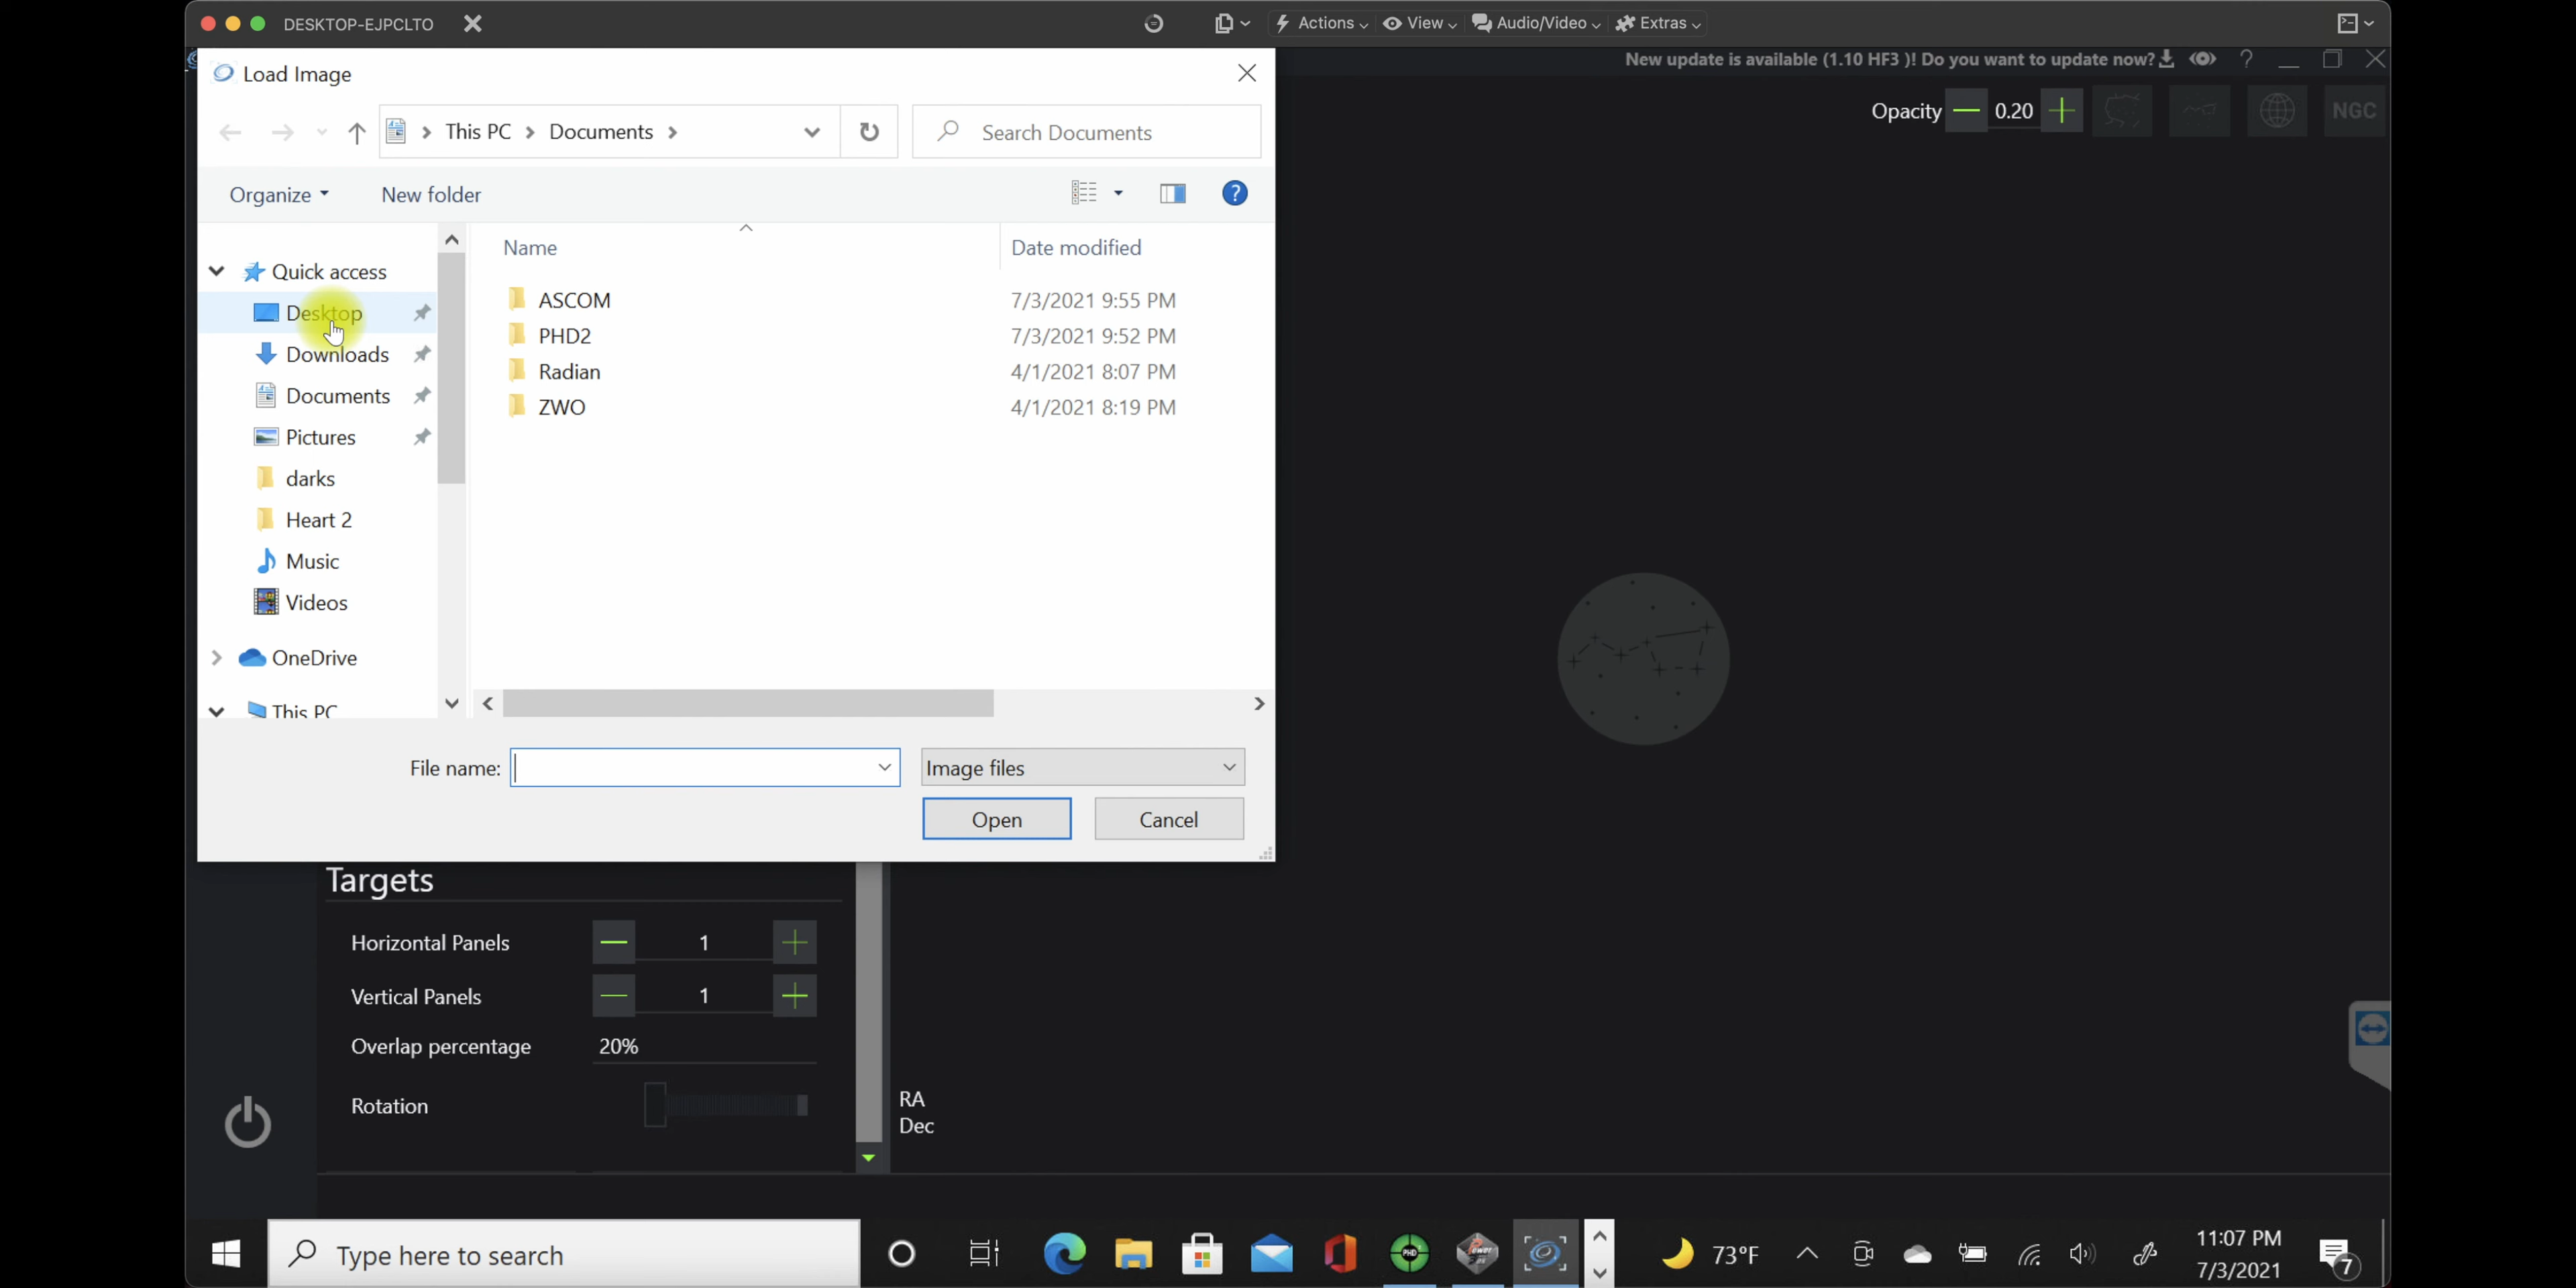 DESKTOP-EJPCLTO
Actions
View
Audio/Video
Extras
Load Image
New update is available (1.10 HF3 )! Do you want to update now?
This PC
Documents
Search Documents
Opacity
0.20
NGC
Organize
New folder
Name
Date modified
Quick access
Desktop
Downloads
Documents
Pictures
darks
Heart 2
Music
Videos
OneDrive
This PC
ASCOM 7/3/2021 9:55 PM
PHD2 7/3/2021 9:52 PM
Radian 4/1/2021 8:07 PM
ZWO 4/1/2021 8:19 PM
File name:
Image files
Open
Cancel
Targets
Horizontal Panels 1
Vertical Panels 1
Overlap percentage 20%
Rotation
RA
Dec
Type here to search
PHD
73°F
11:07 PM
7/3/2021
7